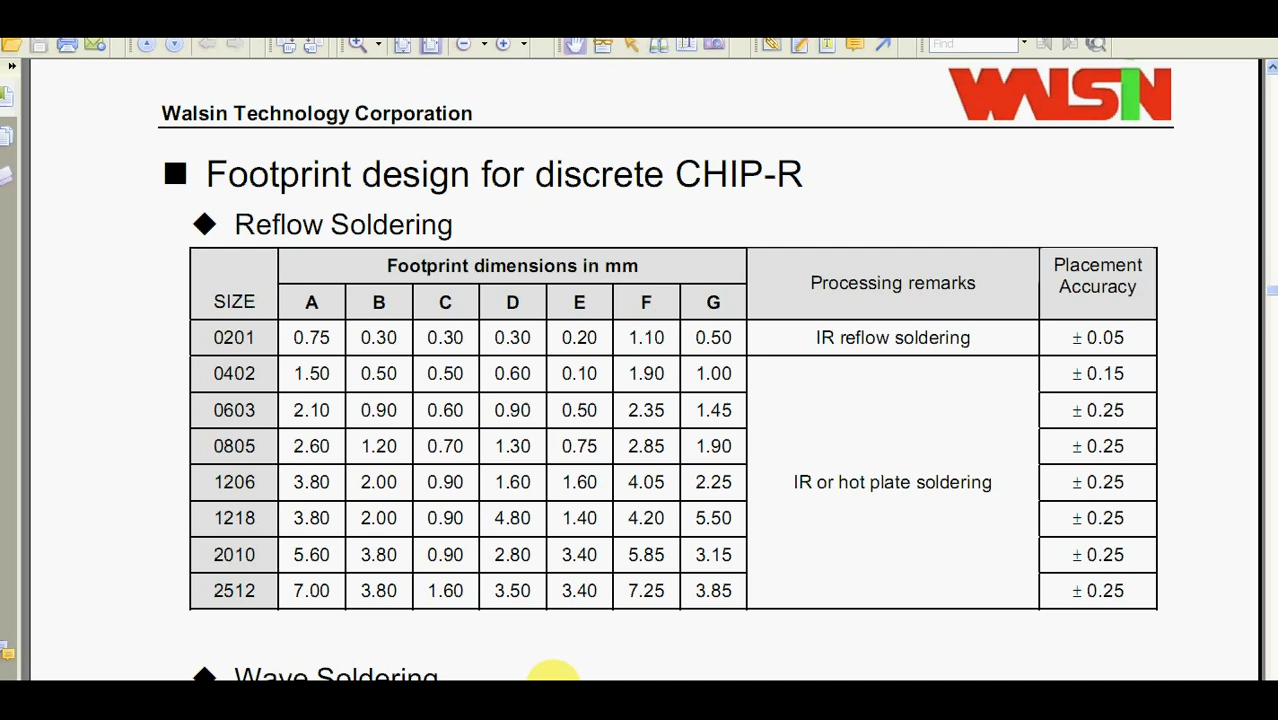 Find
WALSIN
Walsin Technology Corporation
■ Footprint design for discrete CHIP-R
◆ Reflow Soldering
SIZE Footprint dimensions in mm Processing remarks Placement Accuracy
A B C D E F G
0201 0.75 0.30 0.30 0.30 0.20 1.10 0.50 IR reflow soldering ± 0.05
0402 1.50 0.50 0.50 0.60 0.10 1.90 1.00 ± 0.15
0603 2.10 0.90 0.60 0.90 0.50 2.35 1.45 ± 0.25
0805 2.60 1.20 0.70 1.30 0.75 2.85 1.90 ± 0.25
1206 3.80 2.00 0.90 1.60 1.60 4.05 2.25 IR or hot plate soldering ± 0.25
1218 3.80 2.00 0.90 4.80 1.40 4.20 5.50 ± 0.25
2010 5.60 3.80 0.90 2.80 3.40 5.85 3.15 ± 0.25
2512 7.00 3.80 1.60 3.50 3.40 7.25 3.85 ± 0.25
◆ Wave Soldering